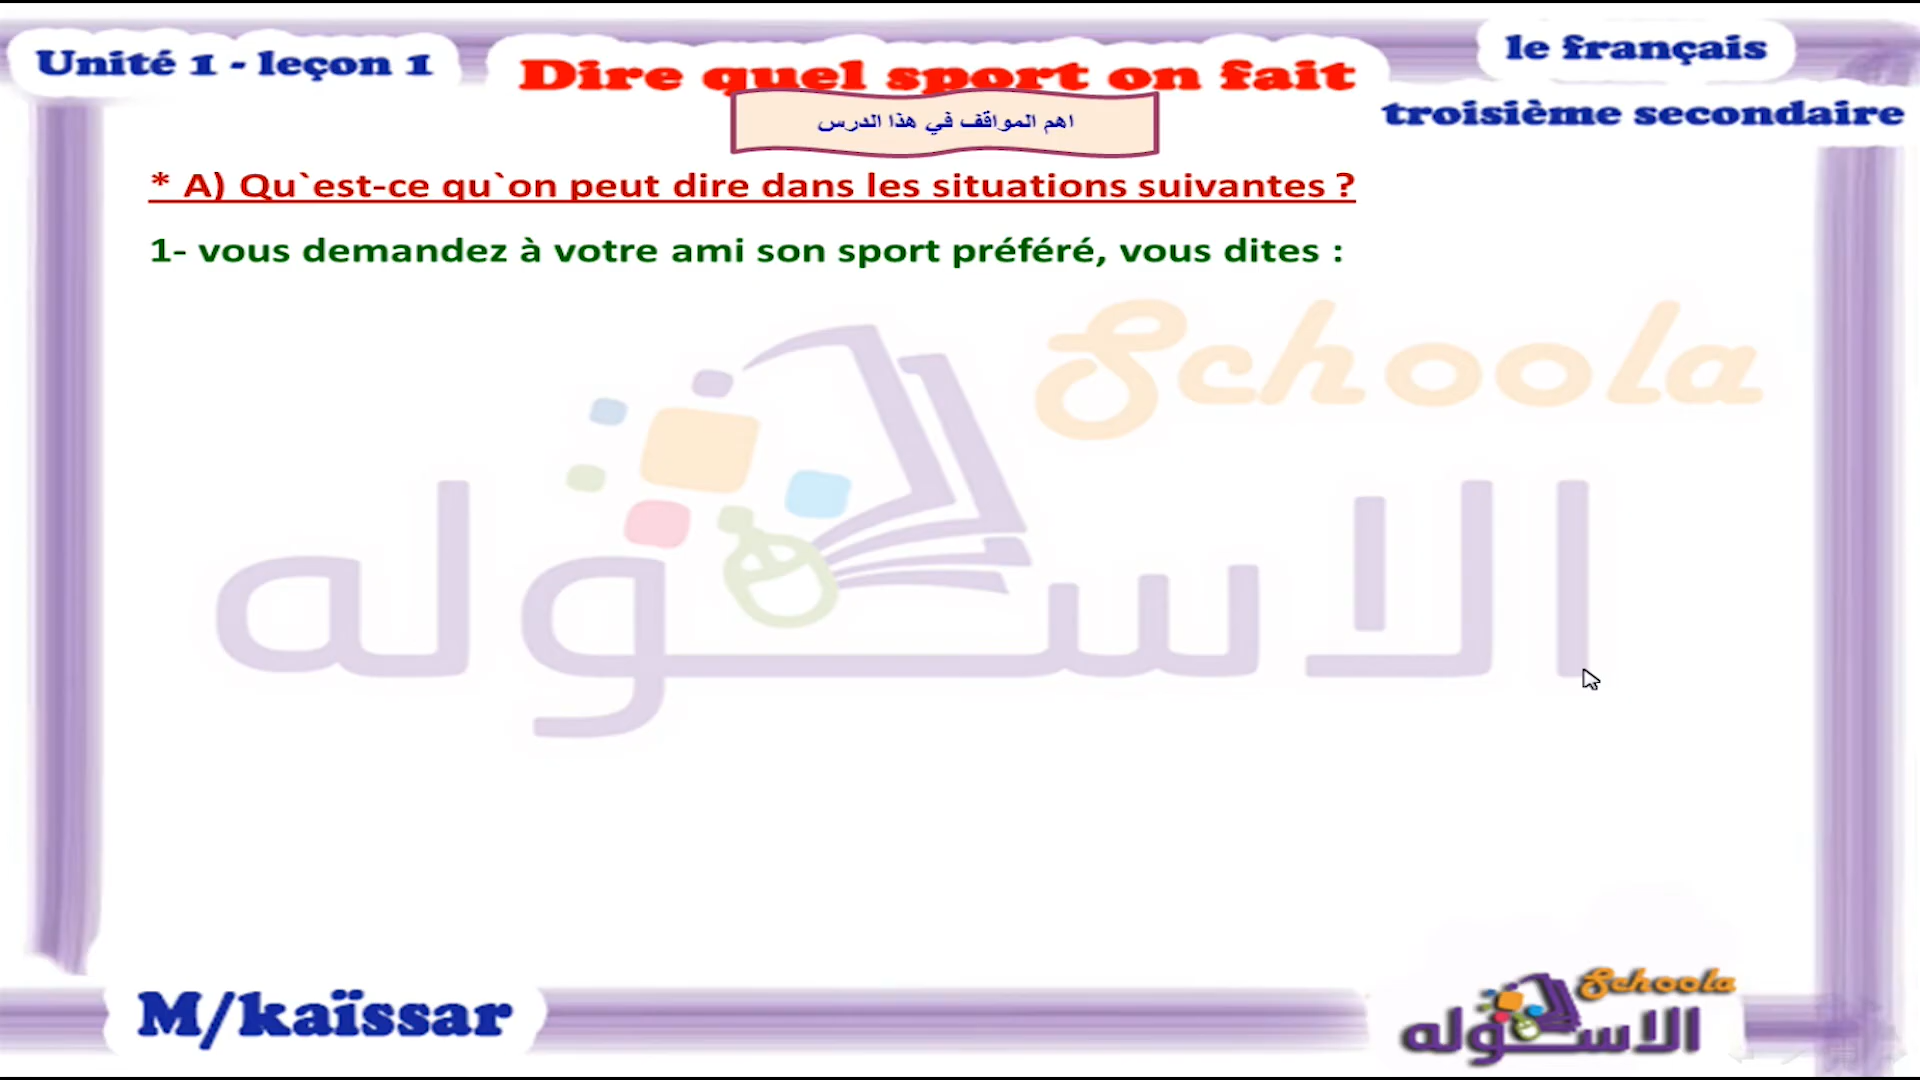 Unité 1 - leçon 1
Dire quel sport on fait
le français
troisième secondaire
اهم المواقف في هذا الدرس
* A) Qu`est-ce qu`on peut dire dans les situations suivantes ?
1- vous demandez à votre ami son sport préféré, vous dites :
Schoola
الاسكوله
M/kaïssar
Schoola
الاسكوله